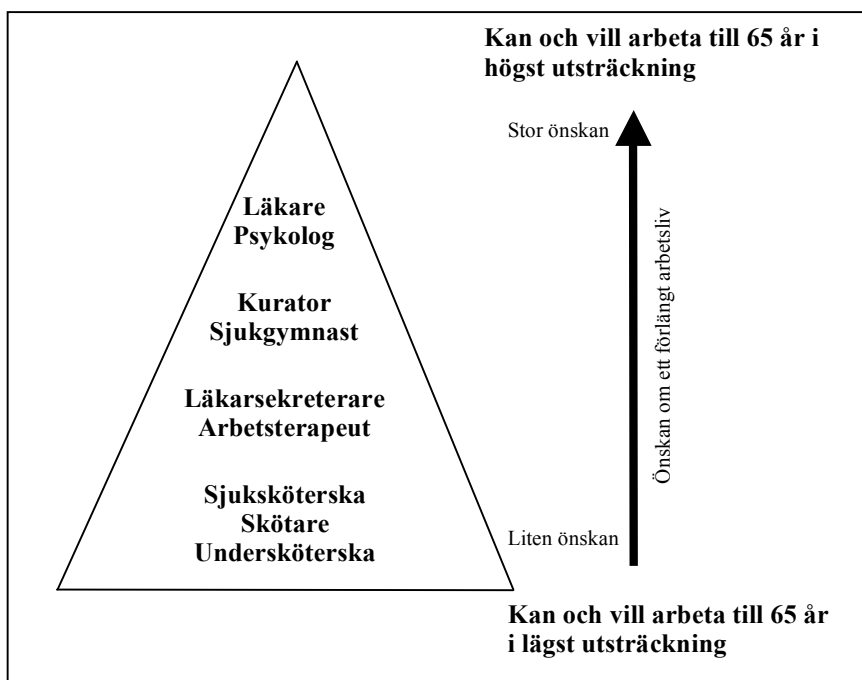 Kan och vill arbeta till 65 år i
högst utsträckning
Stor önskan
Läkare
Psykolog
Kurator
Sjukgymnast
Läkarsekreterare
Arbetsterapeut
Sjuksköterska
Skötare
Undersköterska
Önskan om ett förlängt arbetsliv
Liten önskan
Kan och vill arbeta till 65 år
i lägst utsträckning